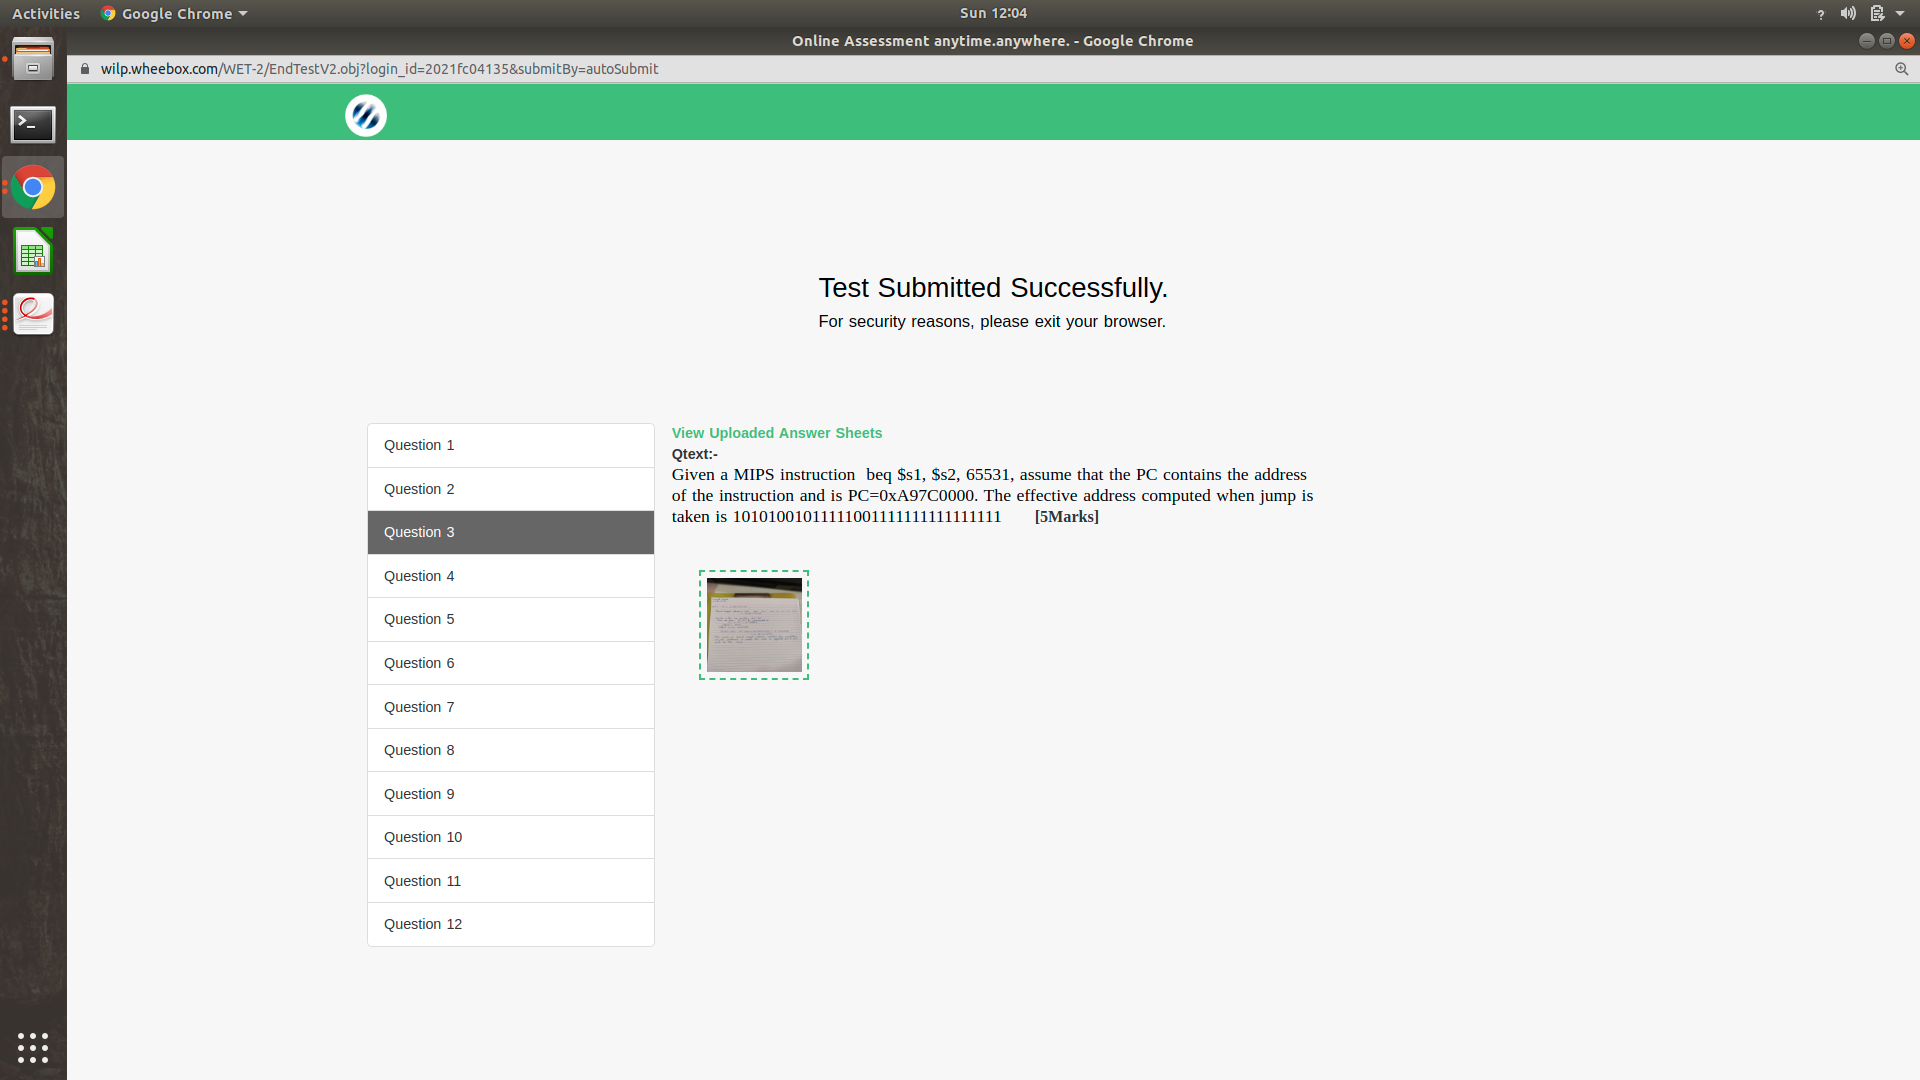 Activities Google Chrome Sun 12:04 ?
Online Assessment anytime.anywhere. - Google Chrome
wilp.wheebox.com/WET-2/EndTestV2.obj?login_id=2021fc04135&submitBy=autoSubmit
Test Submitted Successfully.
For security reasons, please exit your browser.
Question 1
Question 2
Question 3
Question 4
Question 5
Question 6
Question 7
Question 8
Question 9
Question 10
Question 11
Question 12
View Uploaded Answer Sheets
Qtext:-
Given a MIPS instruction beq $s1, $s2, 65531, assume that the PC contains the address
of the instruction and is PC=0xA97C0000. The effective address computed when jump is
taken is 10101001011111001111111111111111 [5Marks]